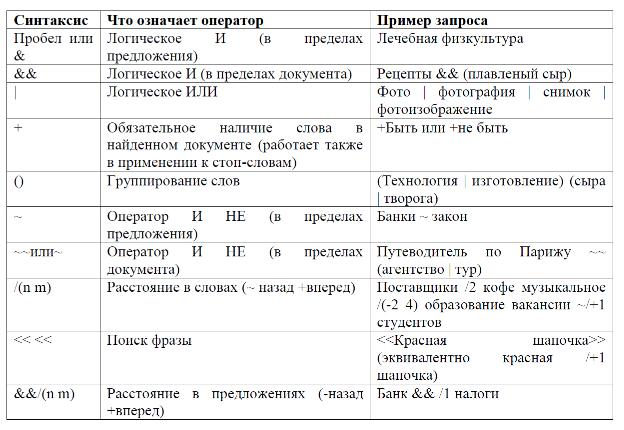 Синтаксис Что означает оператор Пример запроса
Пробел или Логическое И (в пределах Лечебная физкультура
& предложения)
&& Логическое И (в пределах документа) Рецепты && (плавленый сыр)
| Логическое ИЛИ Фото | фотография | снимок |
фотоизображение
+ Обязательное наличие слова в +Быть или +не быть
найденном документе (работает также
в применении к стоп-словам)
() Группирование слов (Технология | изготовление) (сыра
| творога)
~ Оператор И НЕ (в пределах Банки ~ закон
предложения)
~~или~ Оператор И НЕ (в пределах Путеводитель по Парижу ~~
документа) (агентство | тур)
/(n m) Расстояние в словах (~ назад +вперед) Поставщики /2 кофе музыкальное
/(-2 4) образование вакансии ~/+1
студентов
<< << Поиск фразы <<Красная шапочка>>
(эквивалентно красная /+1
шапочка)
&&/(n m) Расстояние в предложениях (-назад Банк && /1 налоги
+вперед)